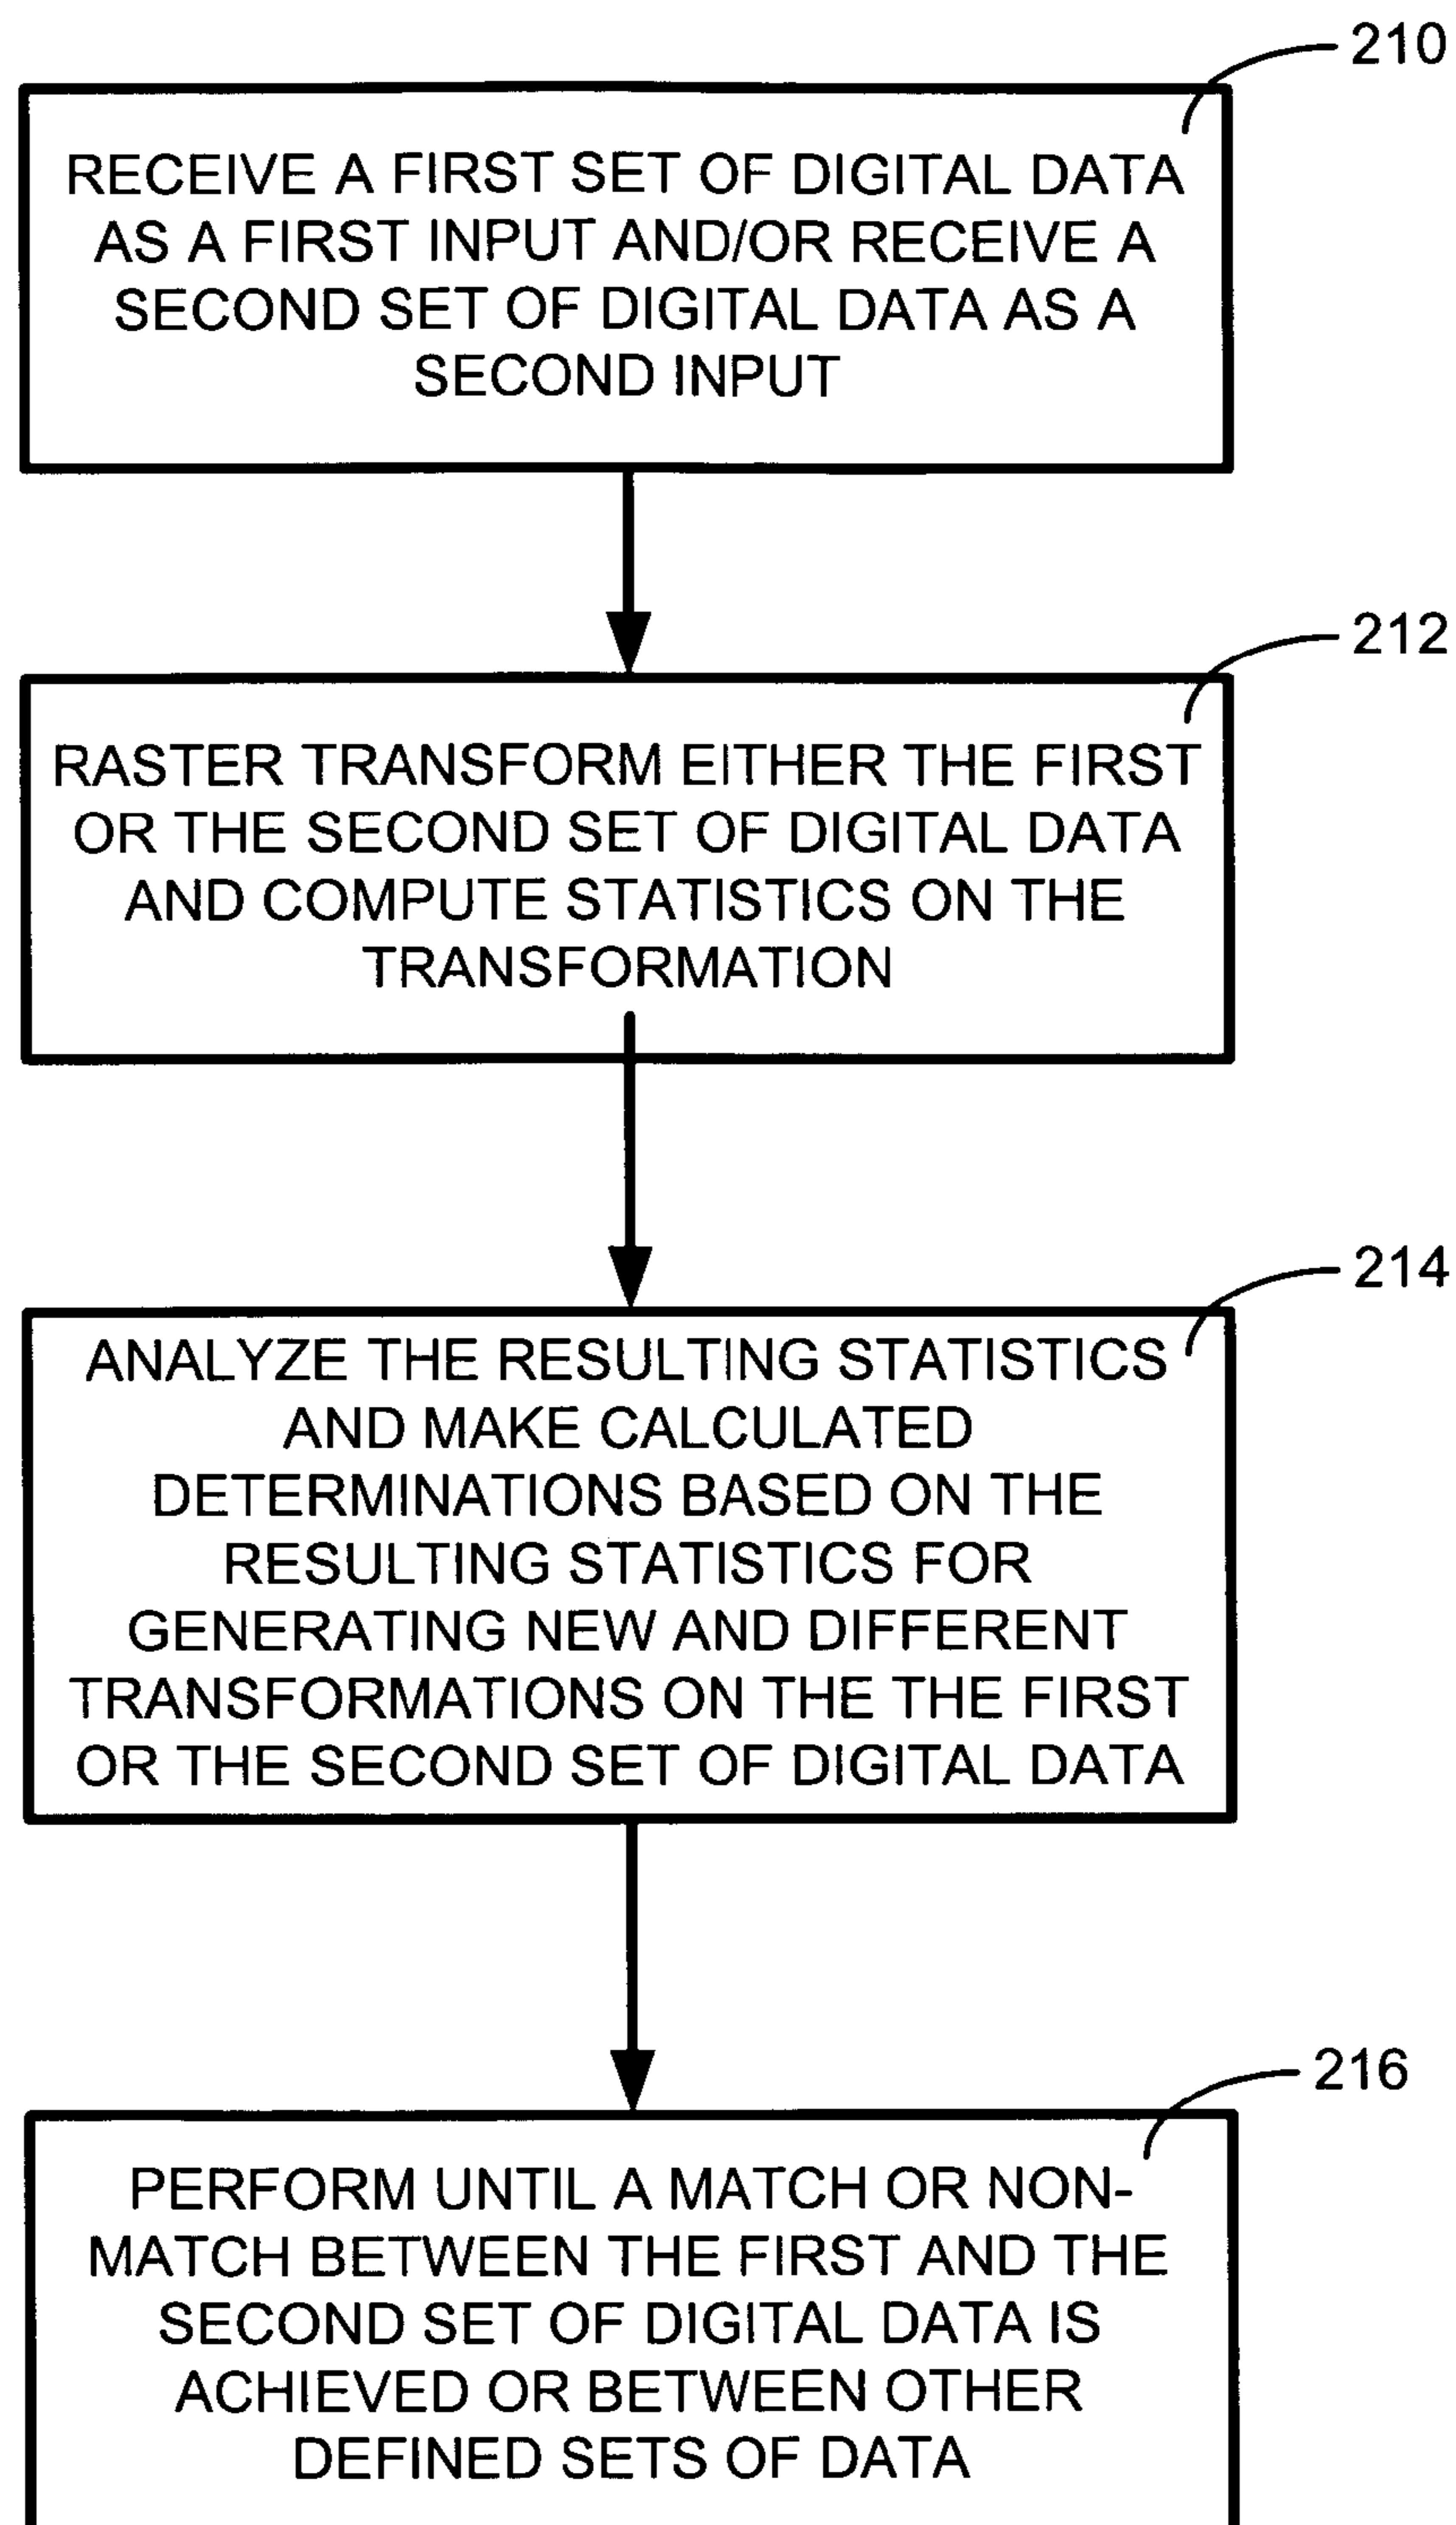 210
RECEIVE A FIRST SET OF DIGITAL DATA
AS A FIRST INPUT AND/OR RECEIVE A
SECOND SET OF DIGITAL DATA AS A
SECOND INPUT
212
RASTER TRANSFORM EITHER THE FIRST
OR THE SECOND SET OF DIGITAL DATA
AND COMPUTE STATISTICS ON THE
TRANSFORMATION
214
ANALYZE THE RESULTING STATISTICS
AND MAKE CALCULATED
DETERMINATIONS BASED ON THE
RESULTING STATISTICS FOR
GENERATING NEW AND DIFFERENT
TRANSFORMATIONS ON THE THE FIRST
OR THE SECOND SET OF DIGITAL DATA
216
PERFORM UNTIL A MATCH OR NON-
MATCH BETWEEN THE FIRST AND THE
SECOND SET OF DIGITAL DATA IS
ACHIEVED OR BETWEEN OTHER
DEFINED SETS OF DATA